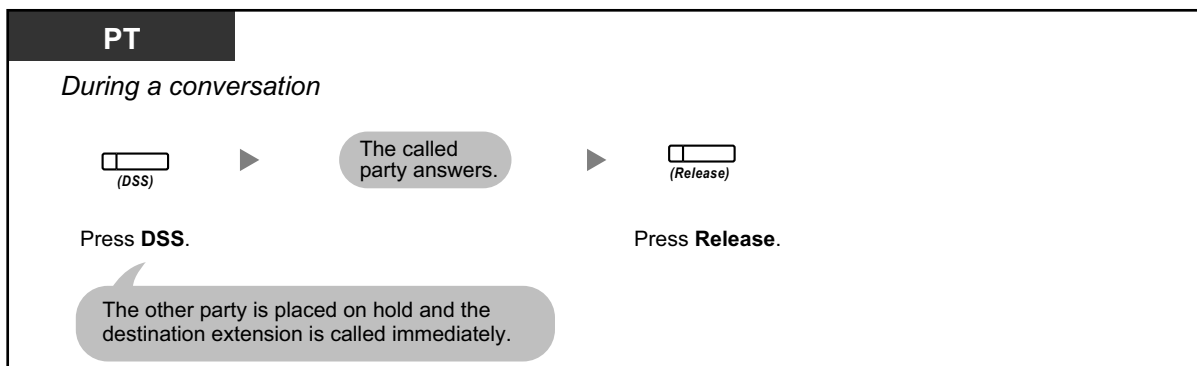 PT
During a conversation
The called
party answers.
(DSS)
(Release)
Press DSS.
Press Release.
The other party is placed on hold and the
destination extension is called immediately.